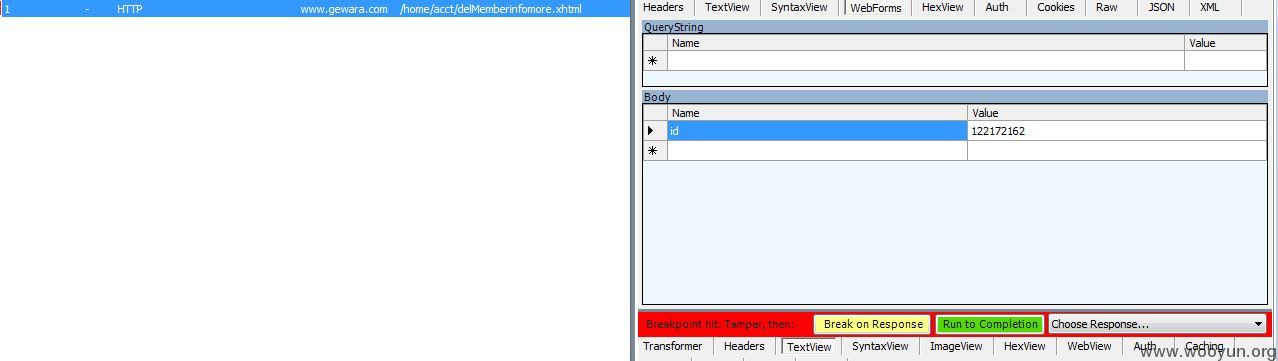 1 - HTTP www.gewara.com /home/acct/delMemberinfomore.xhtml
Headers TextView SyntaxView WebForms HexView Auth Cookies Raw JSON XML
QueryString
Name Value
*
Body
Name Value
id 122172162
*
Breakpoint hit. Tamper, then: Break on Response Run to Completion Choose Response...
Transformer Headers TextView SyntaxView ImageView HexView WebView Auth Caching
www.wooyun.org